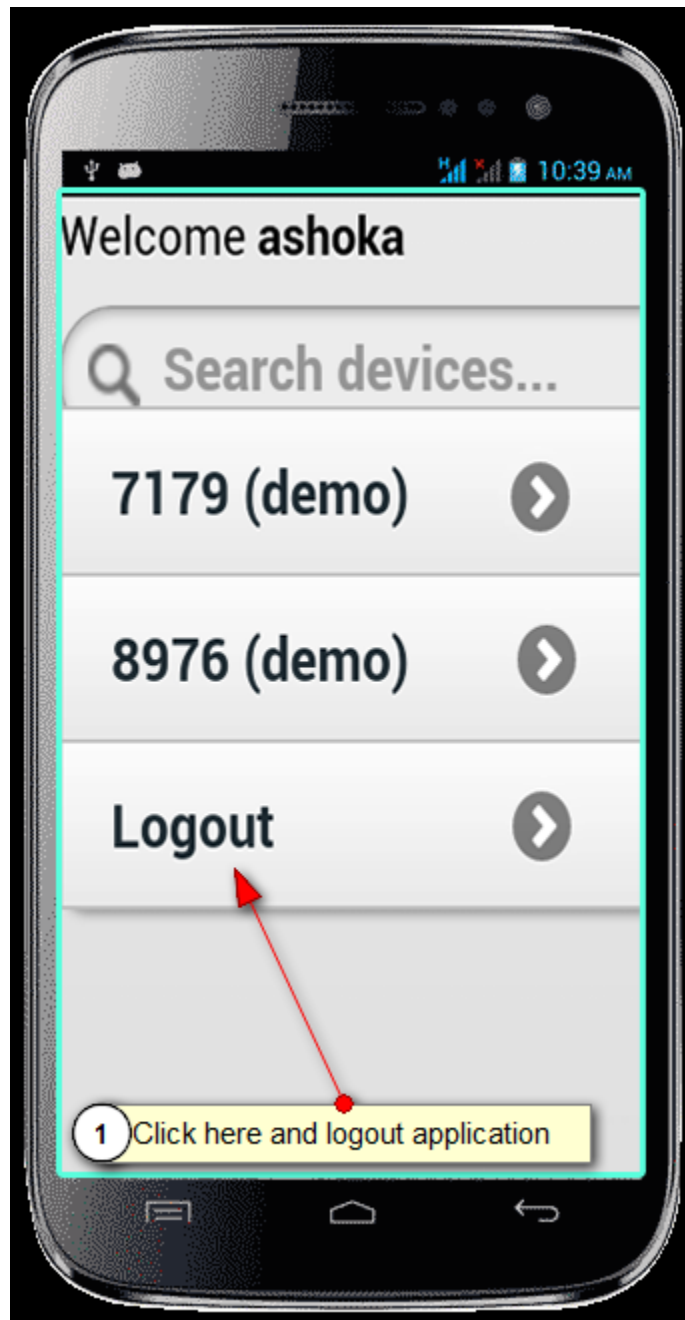 H 10:39 AM
Welcome ashoka
Search devices...
7179 (demo)
8976 (demo)
Logout
1 Click here and logout application